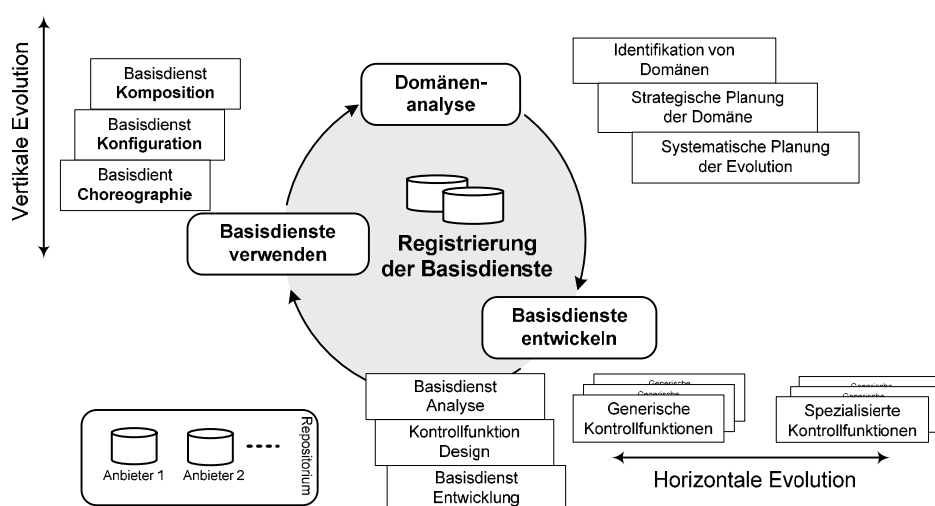 Vertikale Evolution
Basisdienst
Komposition
Basisdienst
Konfiguration
Basisdient
Choreographie
Domänen-
analyse
Identifikation von
Domänen
Strategische Planung
der Domäne
Systematische Planung
der Evolution
Basisdienste
verwenden
Registrierung
der Basisdienste
Basisdienste
entwickeln
Basisdienst
Analyse
Kontrollfunktion
Design
Basisdienst
Entwicklung
Generische
Kontrollfunktionen
Spezialisierte
Kontrollfunktionen
Horizontale Evolution
Anbieter 1
Anbieter 2
Repositorium